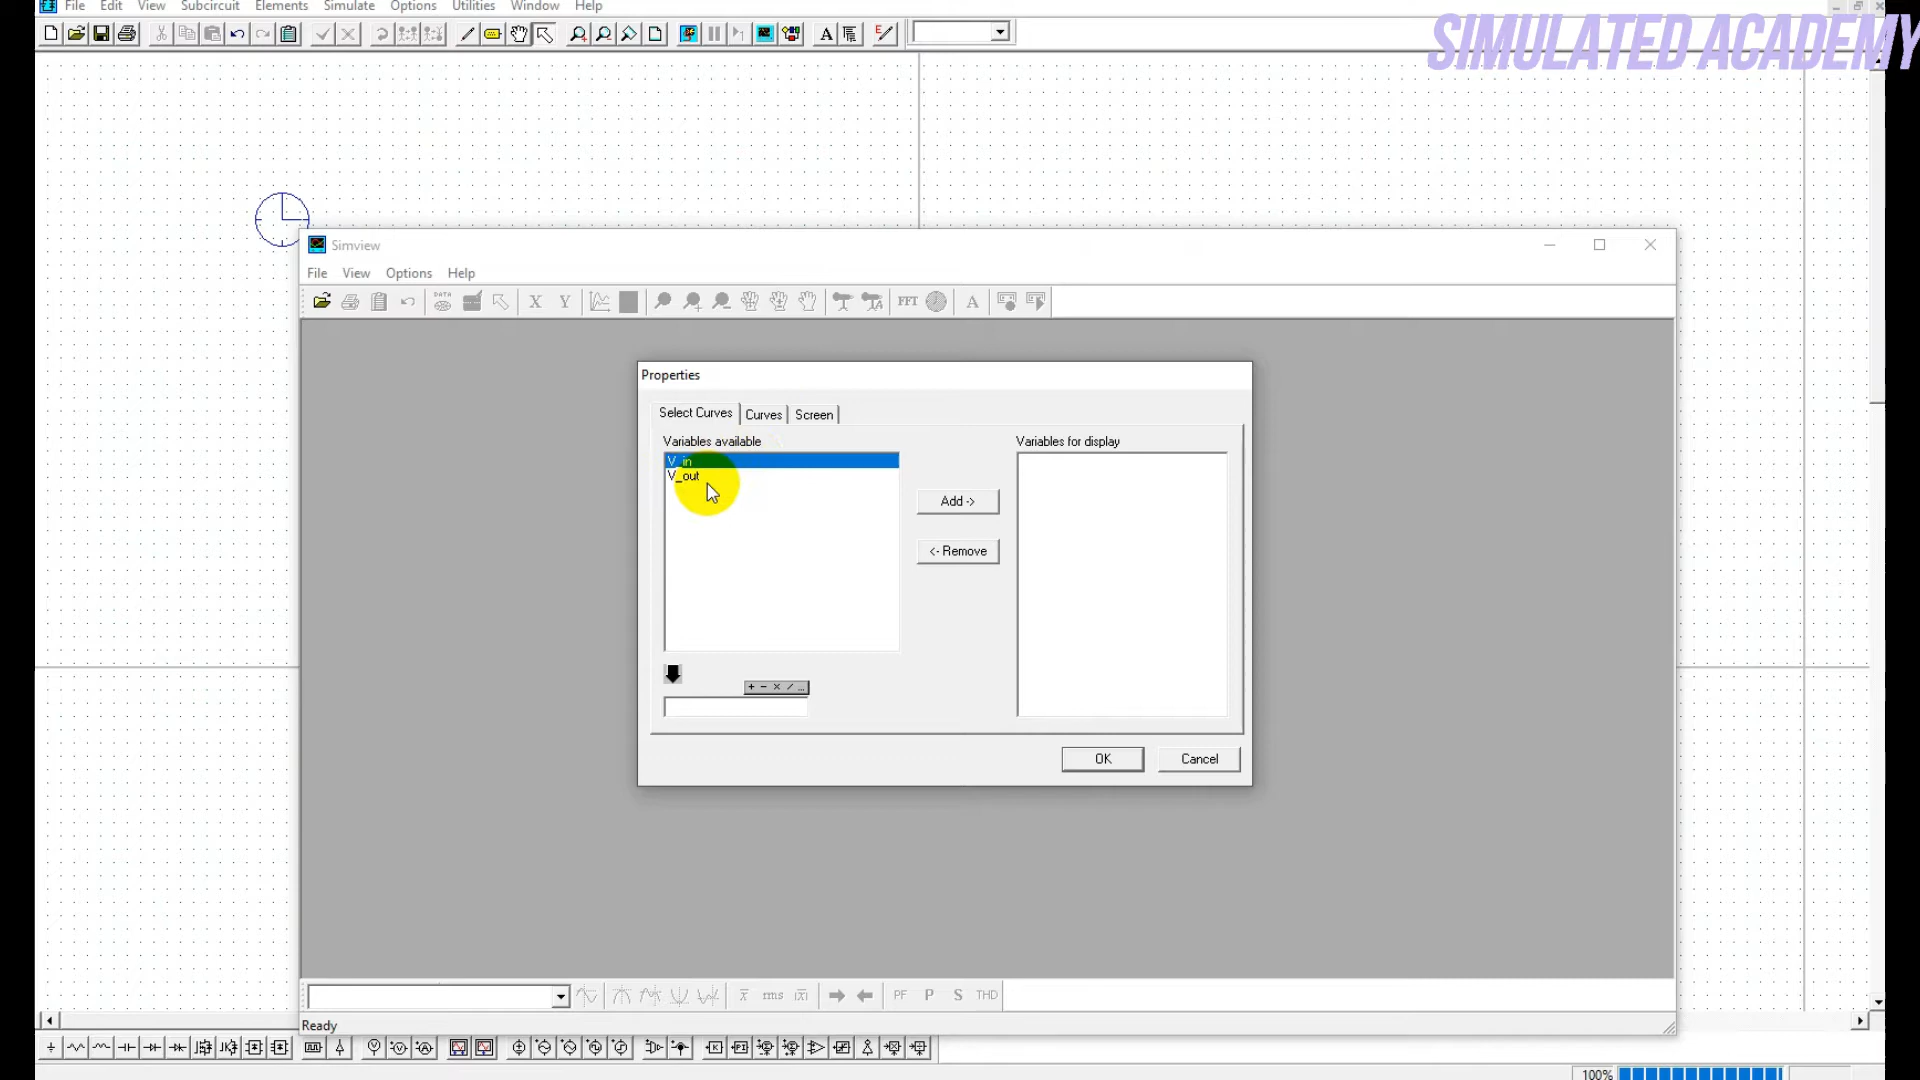 File Edit View Subcircuit Elements Simulate Options Utilities Window Help
SIMULATED ACADEMY
Simview
File View Options Help
DATA X Y FFT A
Properties
Select Curves Curves Screen
Variables available
Variables for display
V_in
V_out
Add ->
<- Remove
+ - × / ...
OK
Cancel
rms |x| PF P S THD
Ready
100%